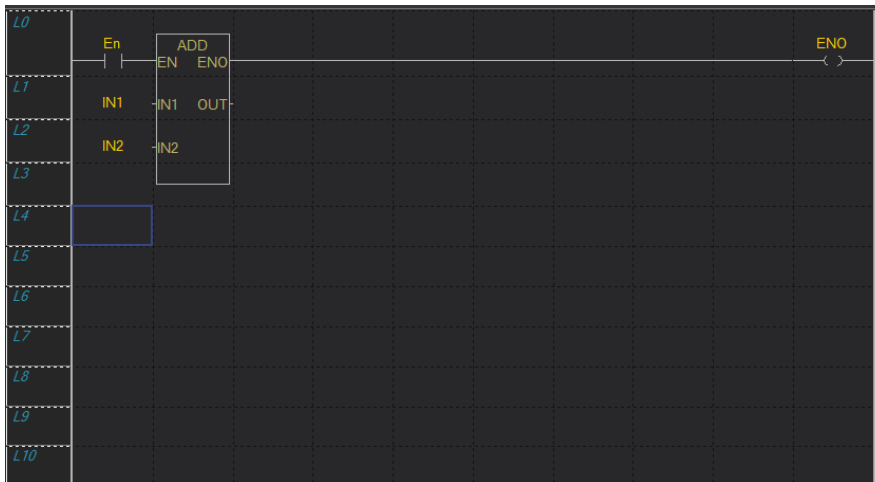 L0
En ADD ENO
EN ENO
L1
IN1 IN1 OUT
L2
IN2 IN2
L3
L4
L5
L6
L7
L8
L9
L10